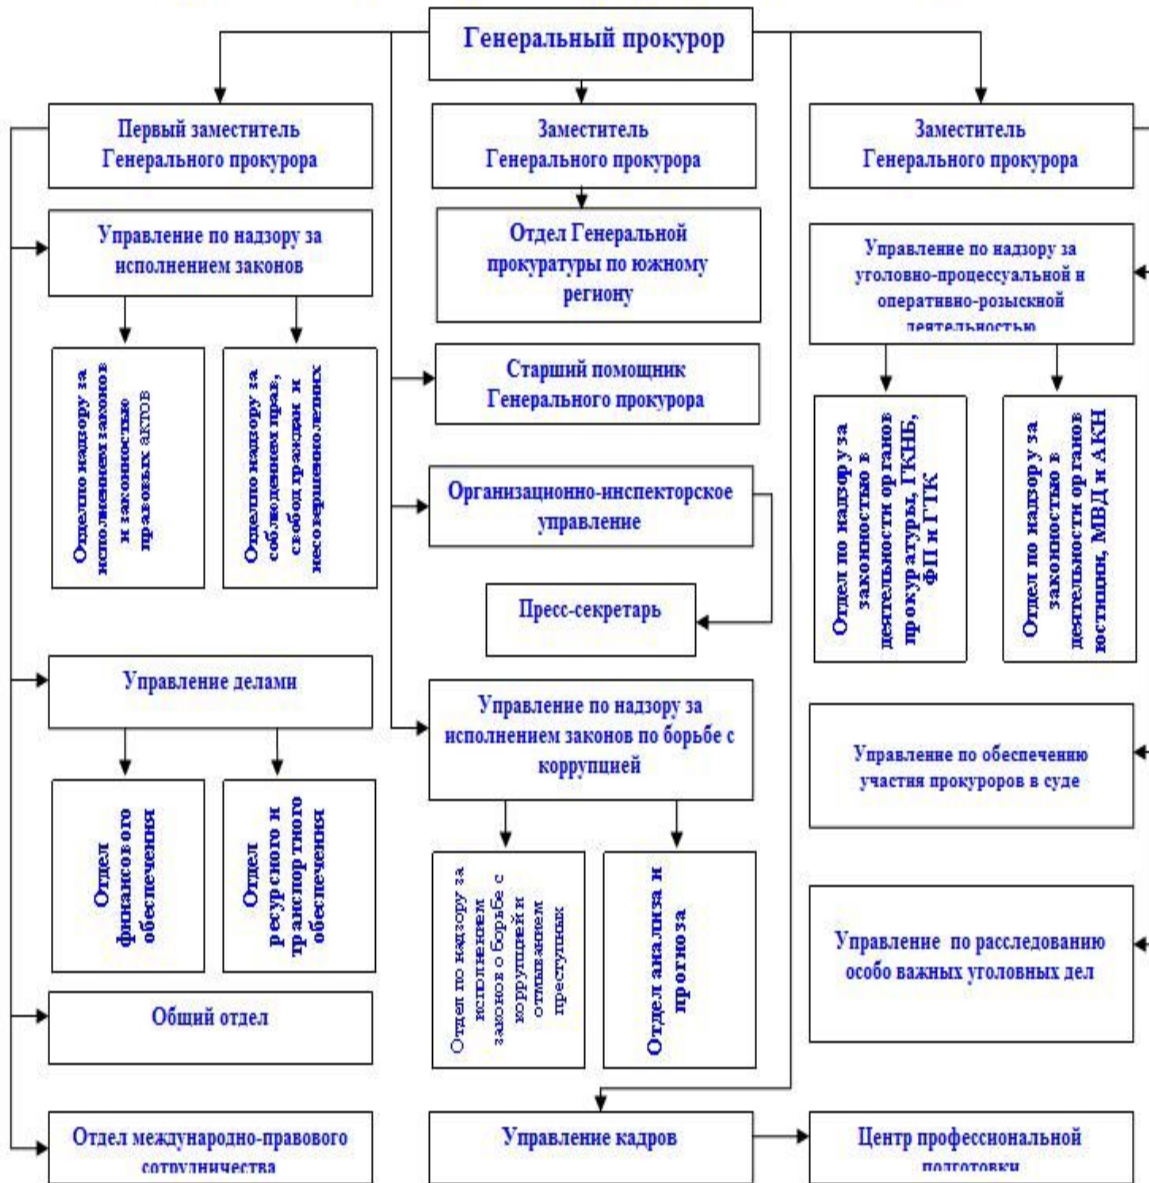 Генеральный прокурор
Первый заместитель
Генерального прокурора
Заместитель
Генерального прокурора
Заместитель
Генерального прокурора
Управление по надзору за
исполнением законов
Отдел Генеральной
прокуратуры по южному
региону
Управление по надзору за
уголовно-процессуальной и
оперативно-розыскной
деятельностью
Отделпо надзору за
исполнением законов
и законностью
правовых актов
Отделпо надзору за
соблюдением прав,
свобод граждан и
несовершеннолетних
Старший помощник
Генерального прокурора
Отдел по надзору за
законностью в
деятельности органов
прокуратуры, ГКНБ,
ФП и ГТК
Отдел по надзору за
законностью в
деятельности органов
юстиции, МВД и АКН
Организационно-инспекторское
управление
Пресс-секретарь
Управление делами
Управление по надзору за
исполнением законов по борьбе с
коррупцией
Управление по обеспечению
участия прокуроров в суде
Отдел
финансового
обеспечения
Отдел
ресурсного и
транспортного
обеспечения
Отдел по надзору за
исполнением
законов о борьбе с
коррупцией и
отмыванием
преступных
Отдел анализа и
прогноза
Управление по расследованию
особо важных уголовных дел
Общий отдел
Отдел международно-правового
сотрудничества
Управление кадров
Центр профессиональной
подготовки